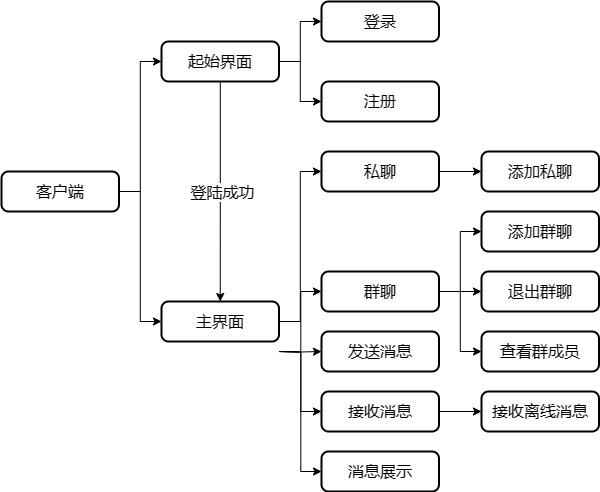 登录
起始界面
注册
私聊
添加私聊
客户端
登陆成功
添加群聊
群聊
退出群聊
主界面
发送消息
查看群成员
接收消息
接收离线消息
消息展示